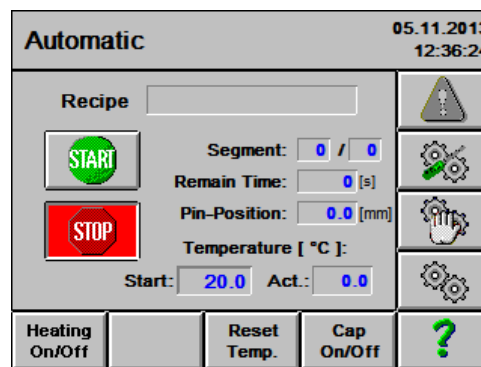 Automatic
05.11.201
12:36:2
Recipe
START
Segment: 0 / 0
Remain Time: 0 [s]
STOP
Pin-Position: 0.0 [mm]
Temperature [ °C ]:
Start: 20.0 Act.: 0.0
Heating On/Off
Reset Temp.
Cap On/Off
?